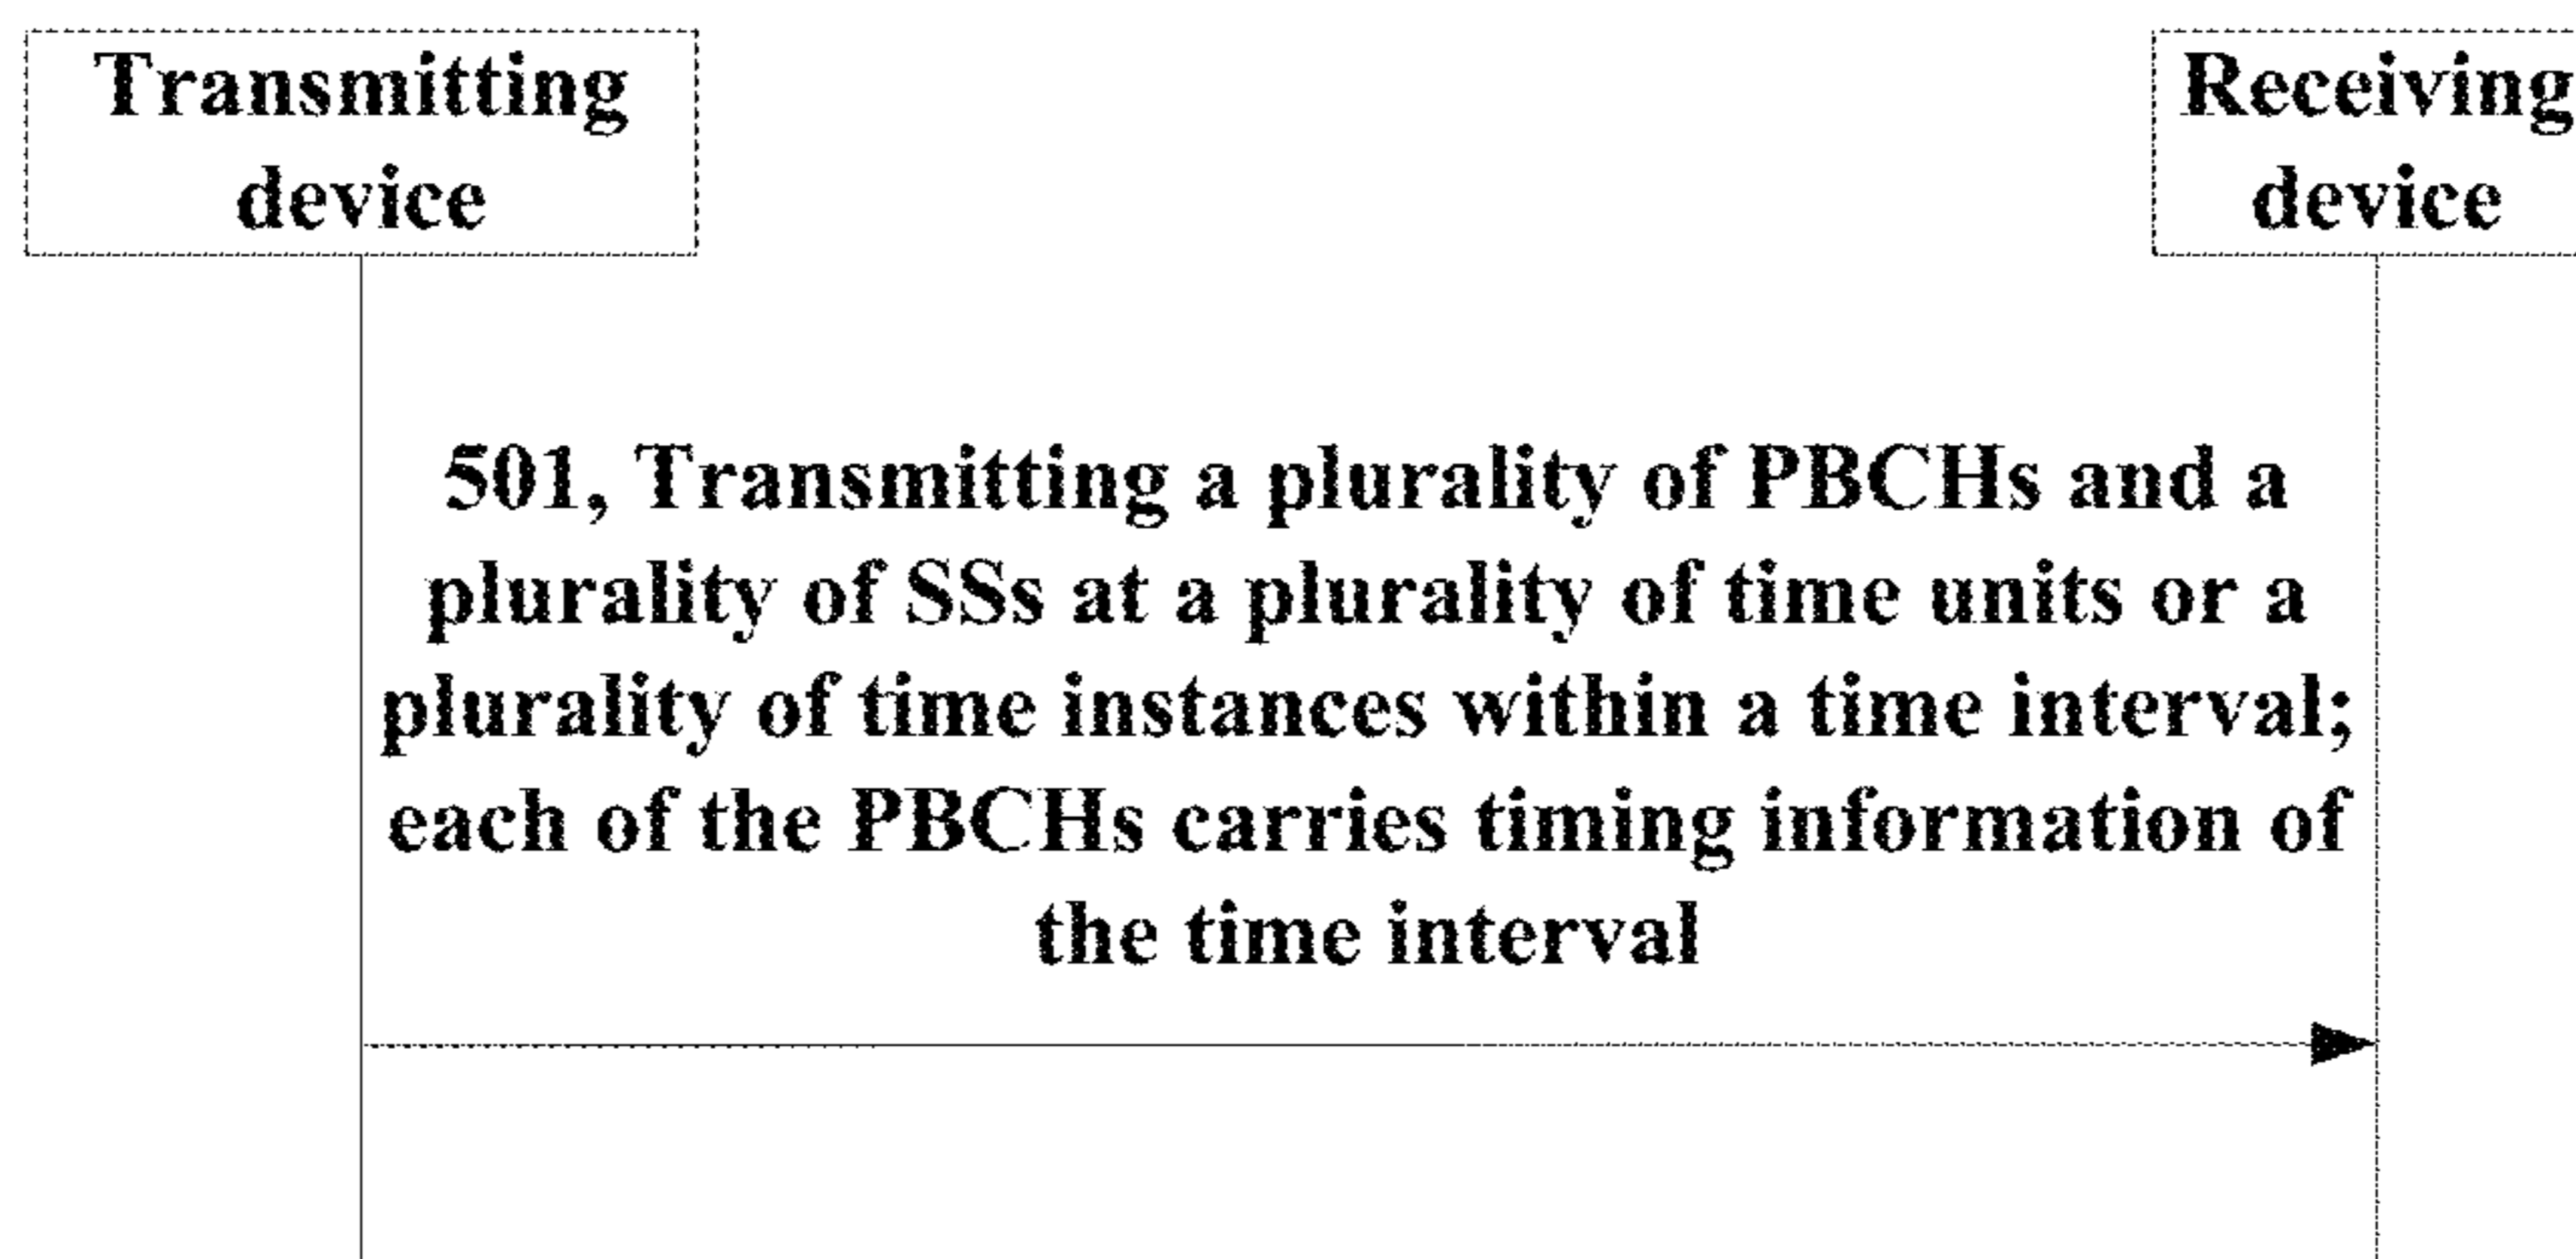 Transmitting
device
Receiving
device
501, Transmitting a plurality of PBCHs and a
plurality of SSs at a plurality of time units or a
plurality of time instances within a time interval;
each of the PBCHs carries timing information of
the time interval